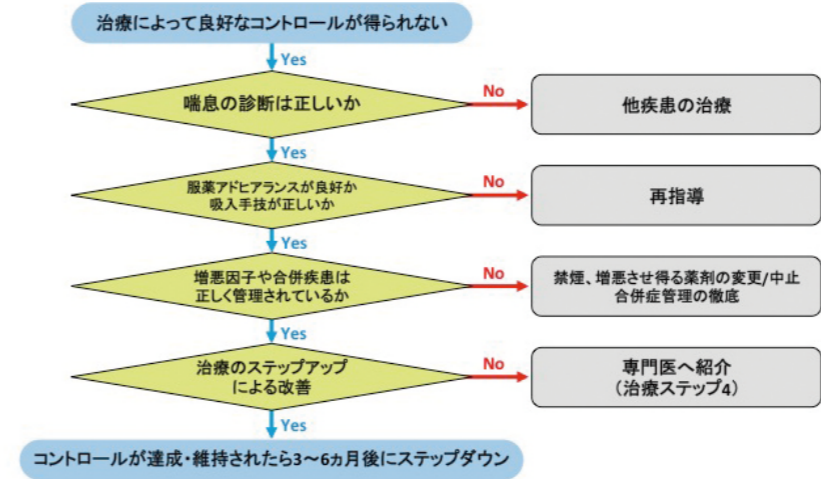 治療によって良好なコントロールが得られない
Yes
喘息の診断は正しいか
No
他疾患の治療
Yes
服薬アドヒアランスが良好か
吸入手技が正しいか
No
再指導
Yes
増悪因子や合併疾患は
正しく管理されているか
No
禁煙、増悪させ得る薬剤の変更/中止
合併症管理の徹底
Yes
治療のステップアップ
による改善
No
専門医へ紹介
（治療ステップ4）
Yes
コントロールが達成・維持されたら3～6ヵ月後にステップダウン